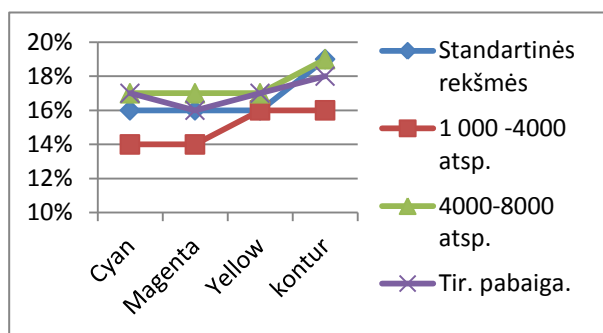 20%
18%
16%
14%
12%
10%
Cyan
Magenta
Yellow
kontur
Standartinės
rekšmės
1 000 -4000
atsp.
4000-8000
atsp.
Tir. pabaiga.